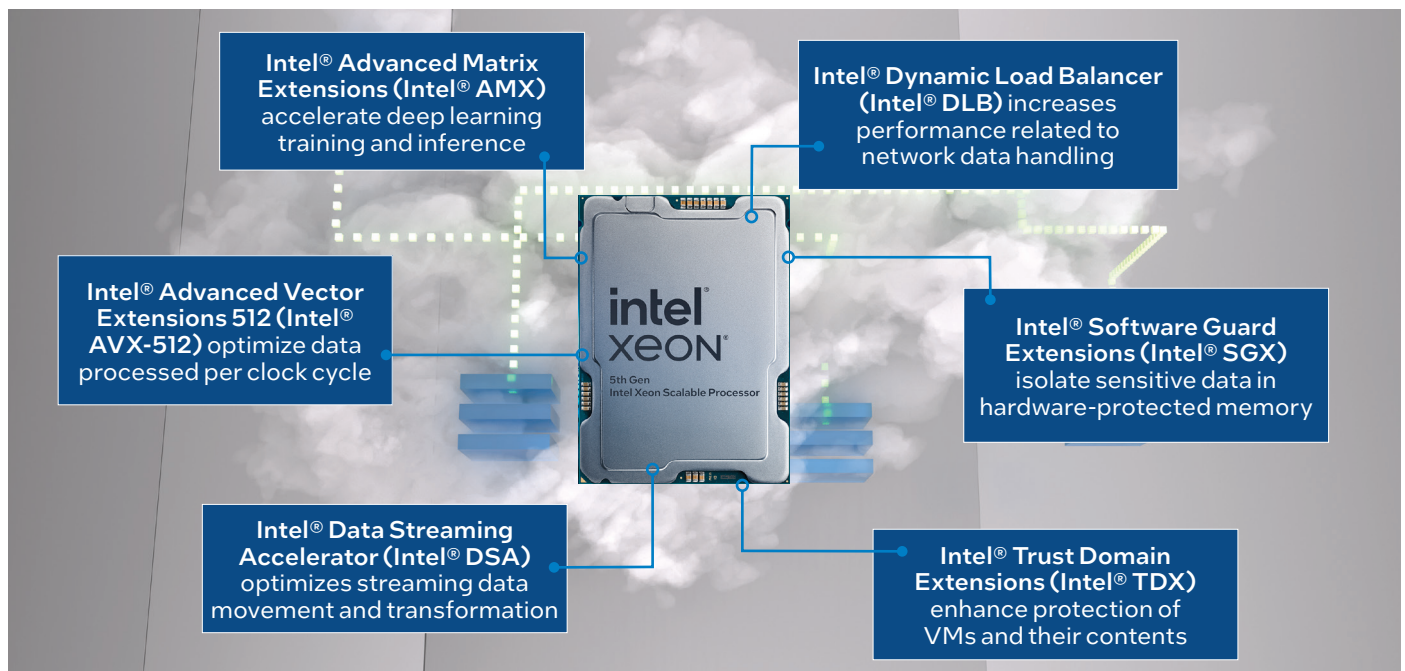 Intel® Advanced Matrix
Extensions (Intel® AMX)
accelerate deep learning
training and inference
Intel® Dynamic Load Balancer
(Intel® DLB) increases
performance related to
network data handling
Intel® Advanced Vector
Extensions 512 (Intel®
AVX-512) optimize data
processed per clock cycle
intel®
XEON®
5th Gen
Intel Xeon Scalable Processor
Intel® Software Guard
Extensions (Intel® SGX)
isolate sensitive data in
hardware-protected memory
Intel® Data Streaming
Accelerator (Intel® DSA)
optimizes streaming data
movement and transformation
Intel® Trust Domain
Extensions (Intel® TDX)
enhance protection of
VMs and their contents